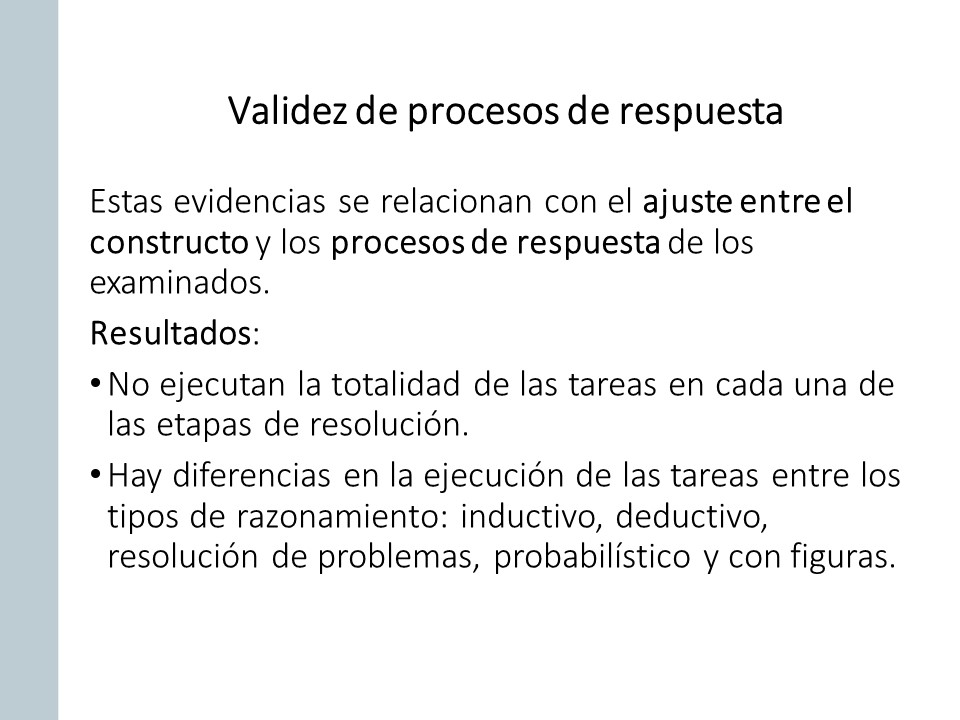 Validez de procesos de respuesta
Estas evidencias se relacionan con el ajuste entre el
constructo y los procesos de respuesta de los
examinados.
Resultados:
• No ejecutan la totalidad de las tareas en cada una de
las etapas de resolución.
• Hay diferencias en la ejecución de las tareas entre los
tipos de razonamiento: inductivo, deductivo,
resolución de problemas, probabilístico y con figuras.